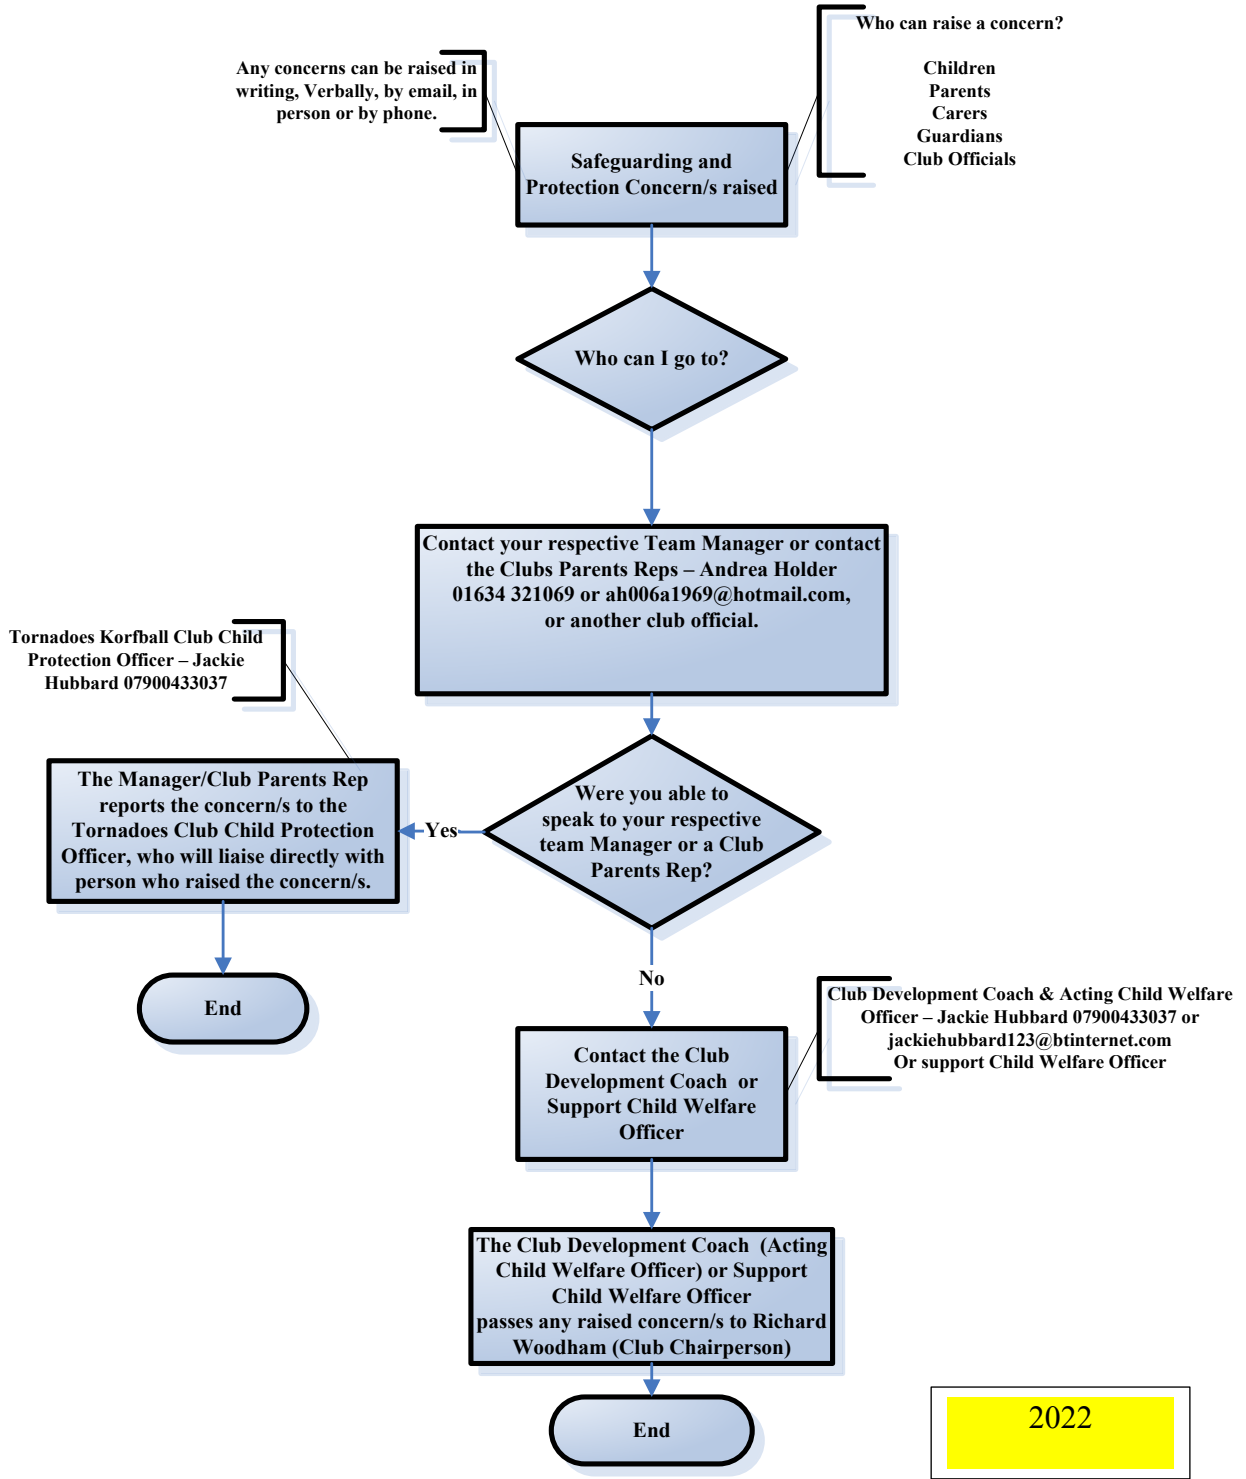 Who can raise a concern?
Children
Parents
Carers
Guardians
Club Officials
Any concerns can be raised in
writing, Verbally, by email, in
person or by phone.
Safeguarding and
Protection Concern/s raised
Who can I go to?
Contact your respective Team Manager or contact
the Clubs Parents Reps – Andrea Holder
01634 321069 or ah006a1969@hotmail.com,
or another club official.
Tornadoes Korfball Club Child
Protection Officer – Jackie
Hubbard 07900433037
The Manager/Club Parents Rep
reports the concern/s to the
Tornadoes Club Child Protection
Officer, who will liaise directly with
person who raised the concern/s.
Yes
Were you able to
speak to your respective
team Manager or a Club
Parents Rep?
End
No
Club Development Coach & Acting Child Welfare
Officer – Jackie Hubbard 07900433037 or
jackiehubbard123@btinternet.com
Or support Child Welfare Officer
Contact the Club
Development Coach or
Support Child Welfare
Officer
The Club Development Coach (Acting
Child Welfare Officer) or Support
Child Welfare Officer
passes any raised concern/s to Richard
Woodham (Club Chairperson)
End
2022